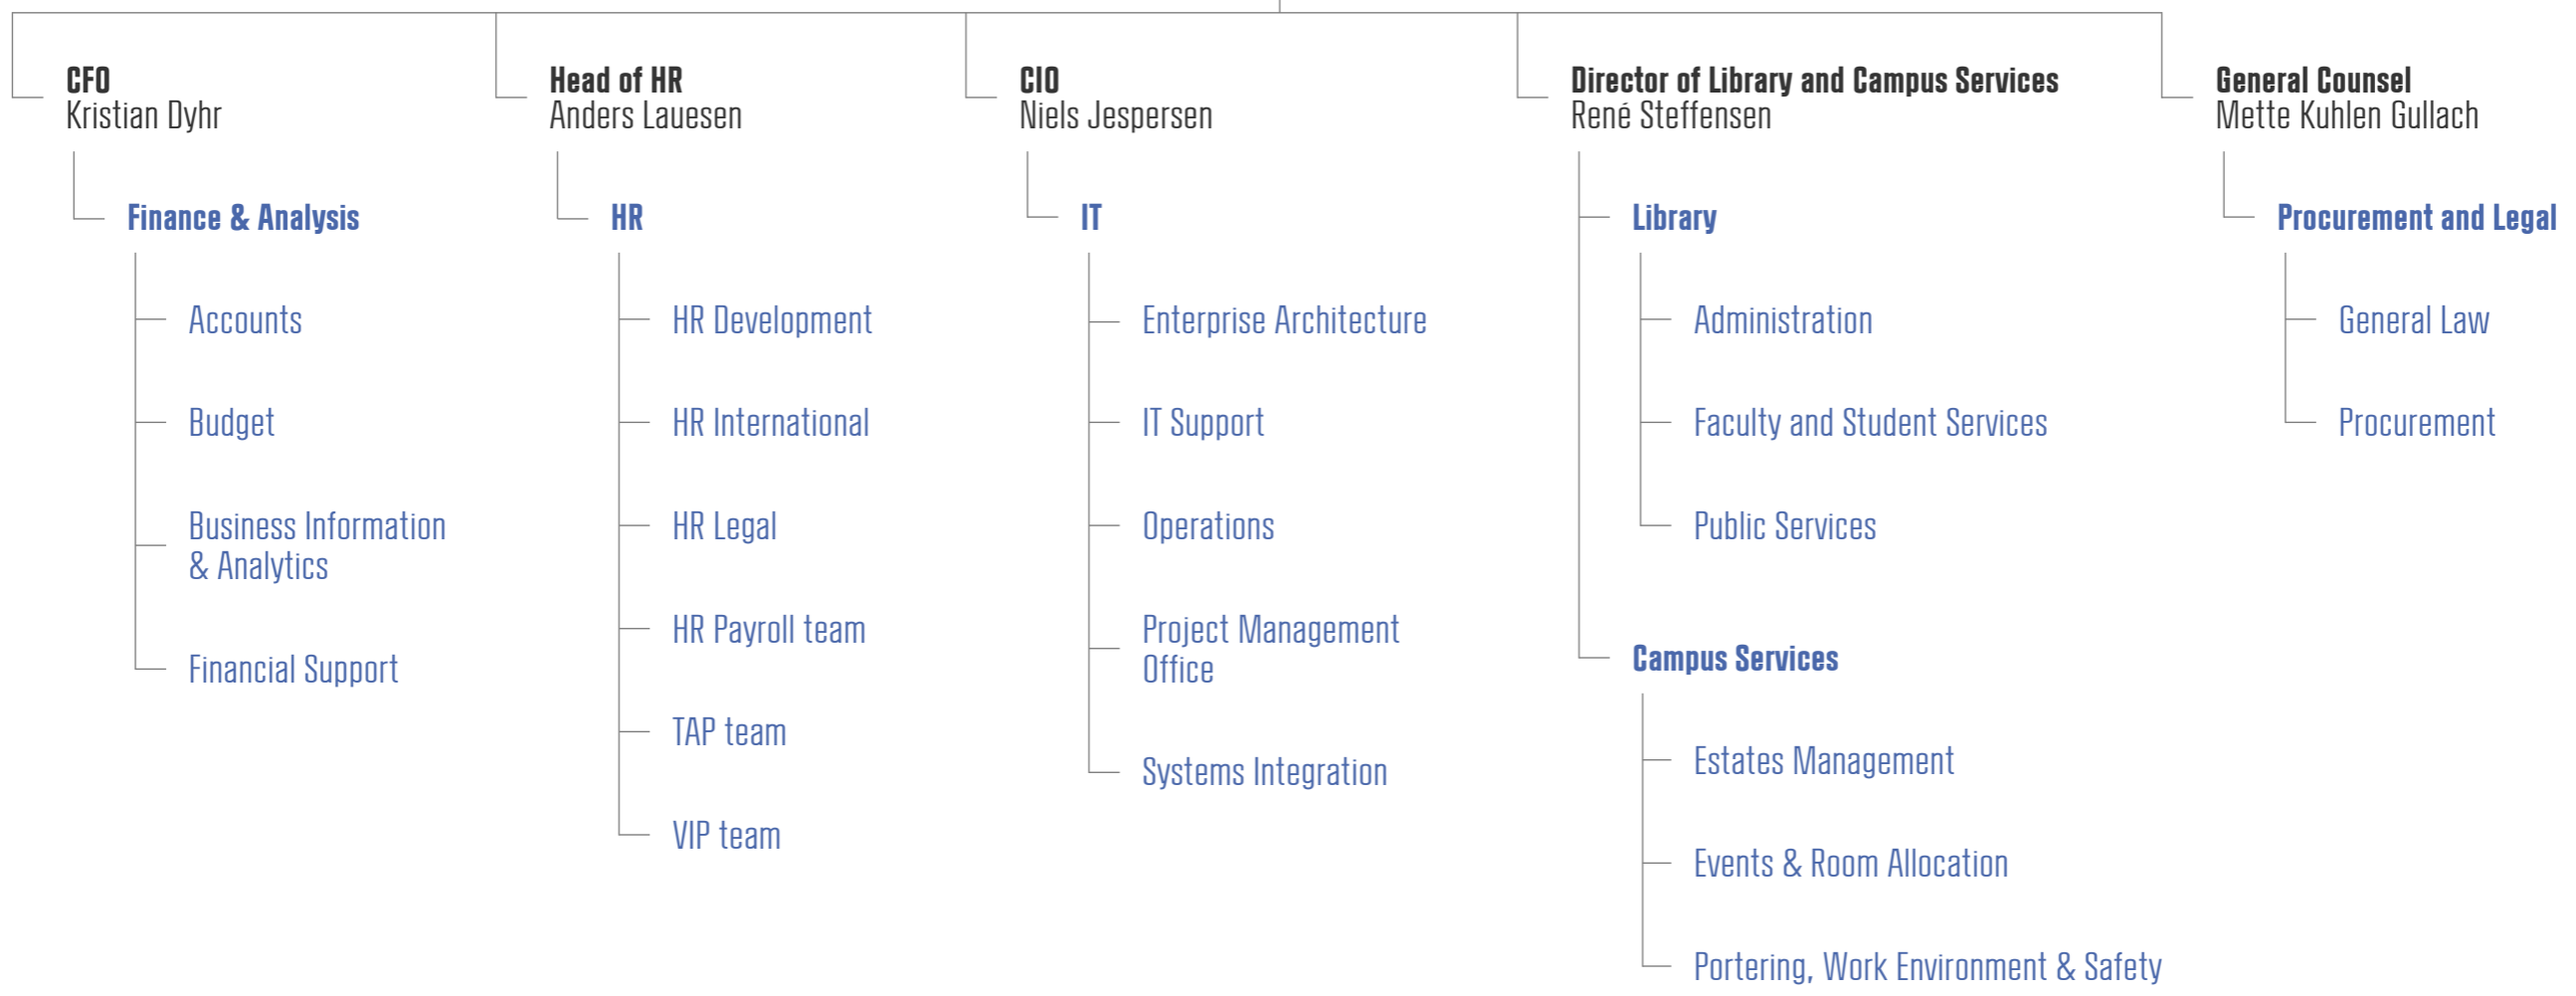 CFO
Kristian Dyhr
Finance & Analysis
Accounts
Budget
Business Information
& Analytics
Financial Support
Head of HR
Anders Lauesen
HR
HR Development
HR International
HR Legal
HR Payroll team
TAP team
VIP team
CIO
Niels Jespersen
IT
Enterprise Architecture
IT Support
Operations
Project Management
Office
Systems Integration
Director of Library and Campus Services
René Steffensen
Library
Administration
Faculty and Student Services
Public Services
Campus Services
Estates Management
Events & Room Allocation
Portering, Work Environment & Safety
General Counsel
Mette Kuhlen Gullach
Procurement and Legal
General Law
Procurement